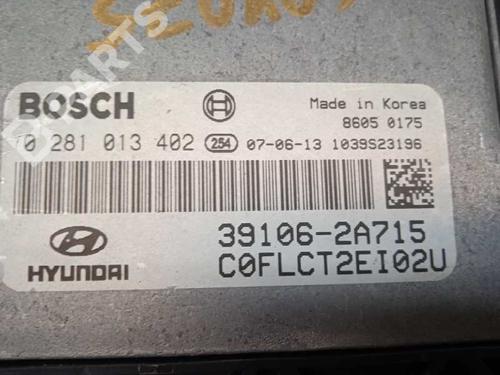 BOSCH
Made in Korea
8605 0175
0 281 013 402 254 07-06-13 1039S23196
39106-2A715
HYUNDAI
C0FLCT2EI02U